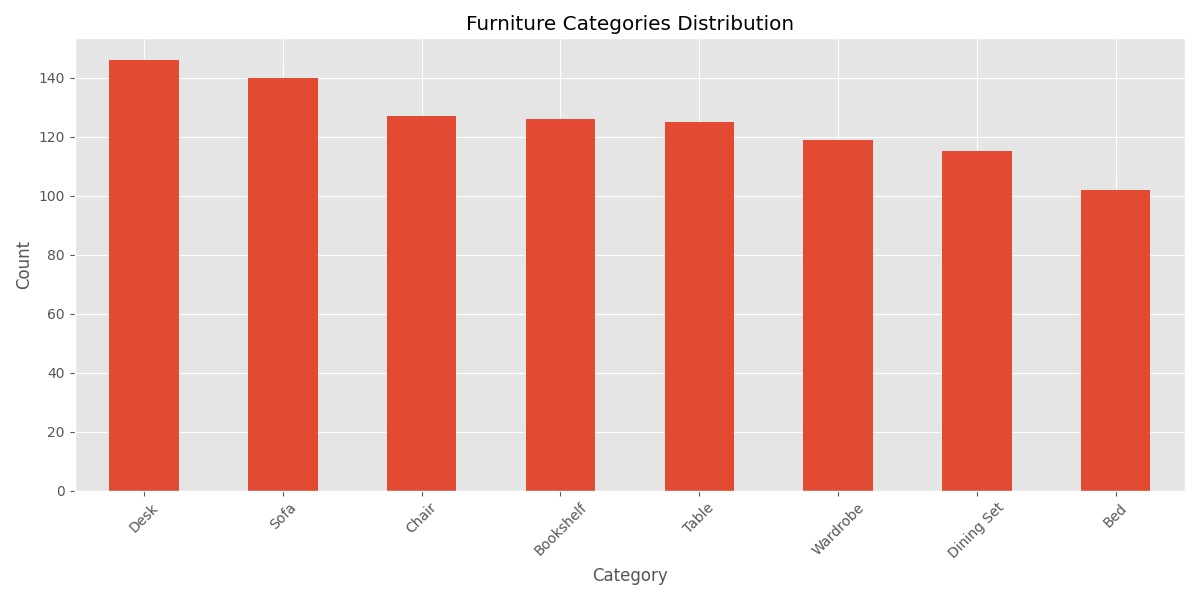 Furniture Categories Distribution
140
120
100
80
60
40
20
0
Count
Desk
Sofa
Chair
Bookshelf
Table
Wardrobe
Dining Set
Bed
Category